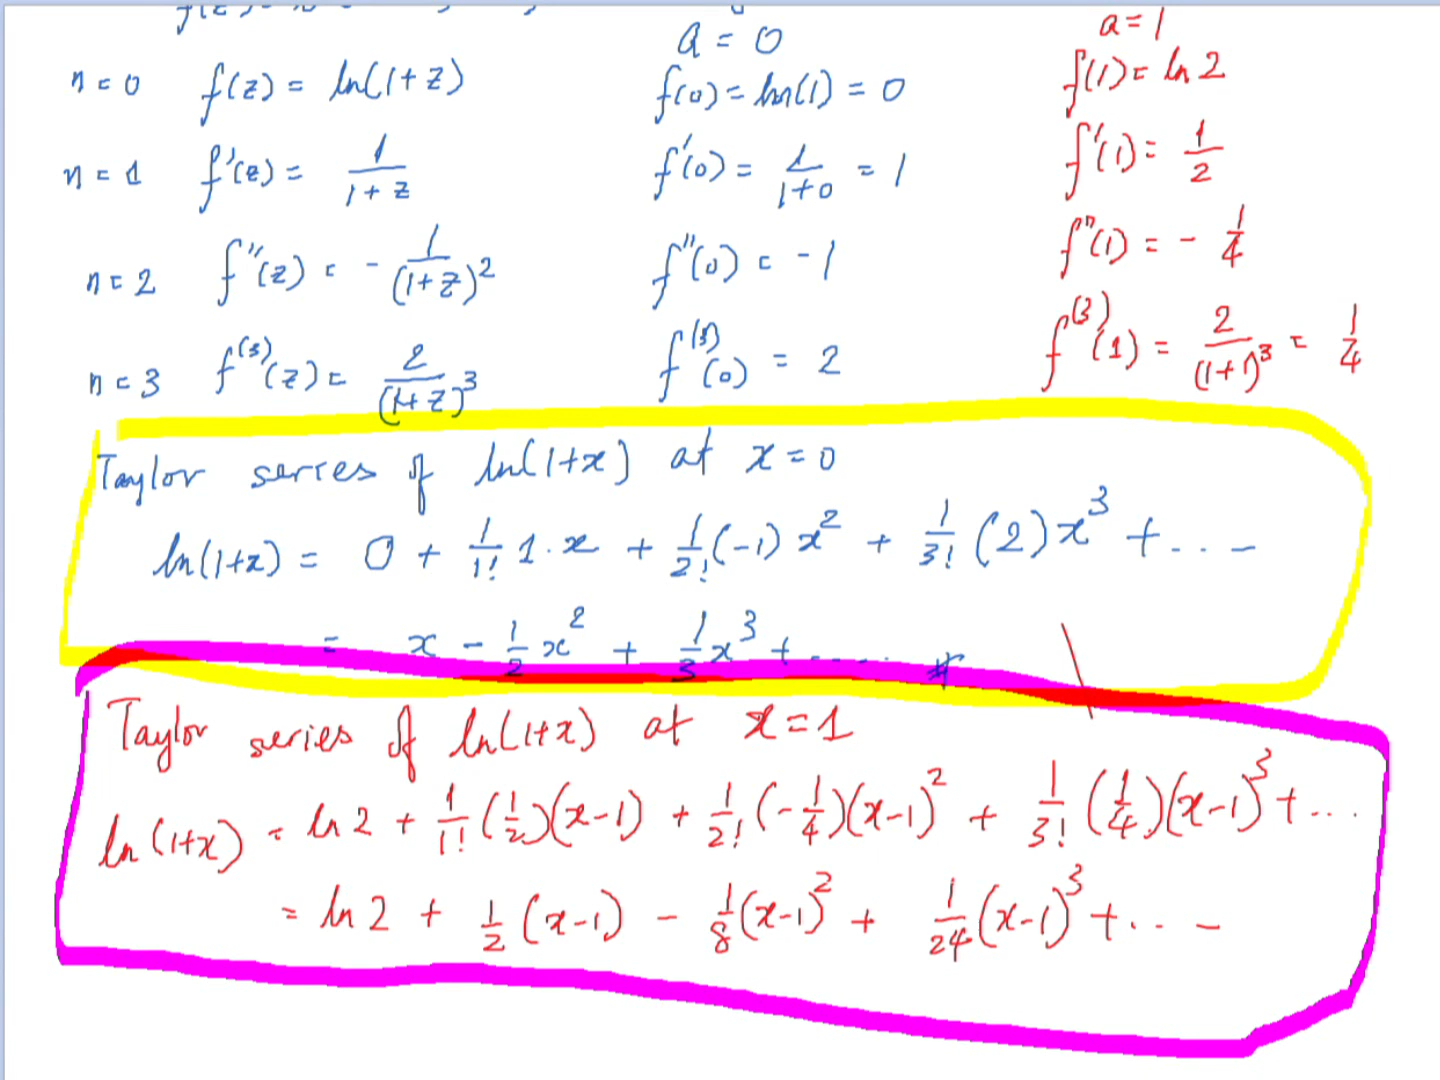 a = 0 a = 1
n = 0 f(z) = ln(1+z) f(0) = ln(1) = 0 f(1) = ln 2
n = 1 f'(z) = 1/(1+z) f'(0) = 1/(1+0) = 1 f'(1) = 1/2
n = 2 f''(z) = - 1/(1+z)^2 f''(0) = -1 f''(1) = - 1/4
n = 3 f^(3)(z) = 2/(1+z)^3 f^(3)(0) = 2 f^(3)(1) = 2/(1+1)^3 = 1/4
Taylor series of ln(1+x) at x = 0
ln(1+x) = 0 + 1/1! 1·x + 1/2! (-1) x^2 + 1/3! (2) x^3 + ...
= x - 1/2 x^2 + 1/3 x^3 + ..... #
Taylor series of ln(1+x) at x = 1
ln(1+x) = ln 2 + 1/1! (1/2)(x-1) + 1/2! (-1/4)(x-1)^2 + 1/3! (1/4)(x-1)^3 + ...
= ln 2 + 1/2 (x-1) - 1/8 (x-1)^2 + 1/24 (x-1)^3 + ...